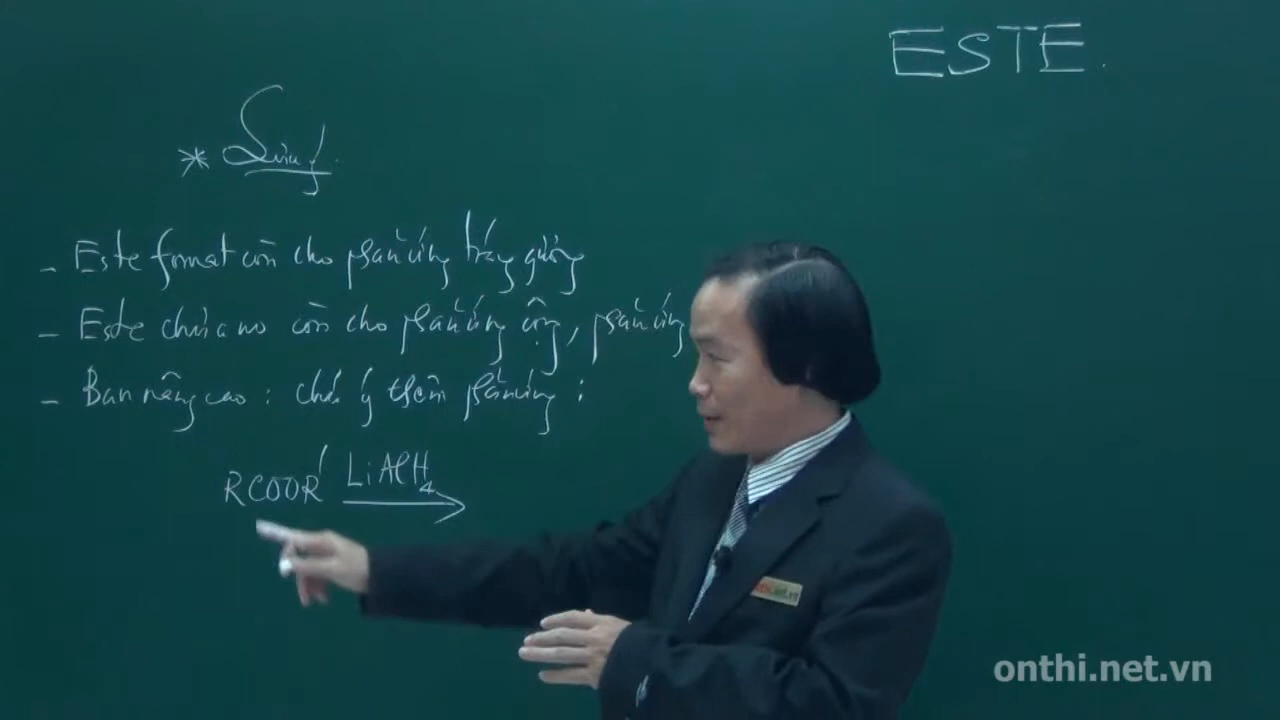 ESTE.
* Lưu ý.
- Este fomat còn cho phản ứng tráng gương
- Este chưa no còn cho phản ứng cộng, phản ứng
- Ban nâng cao : chú ý thêm phản ứng :
RCOOR' LiAlH₄
onthi.net.vn